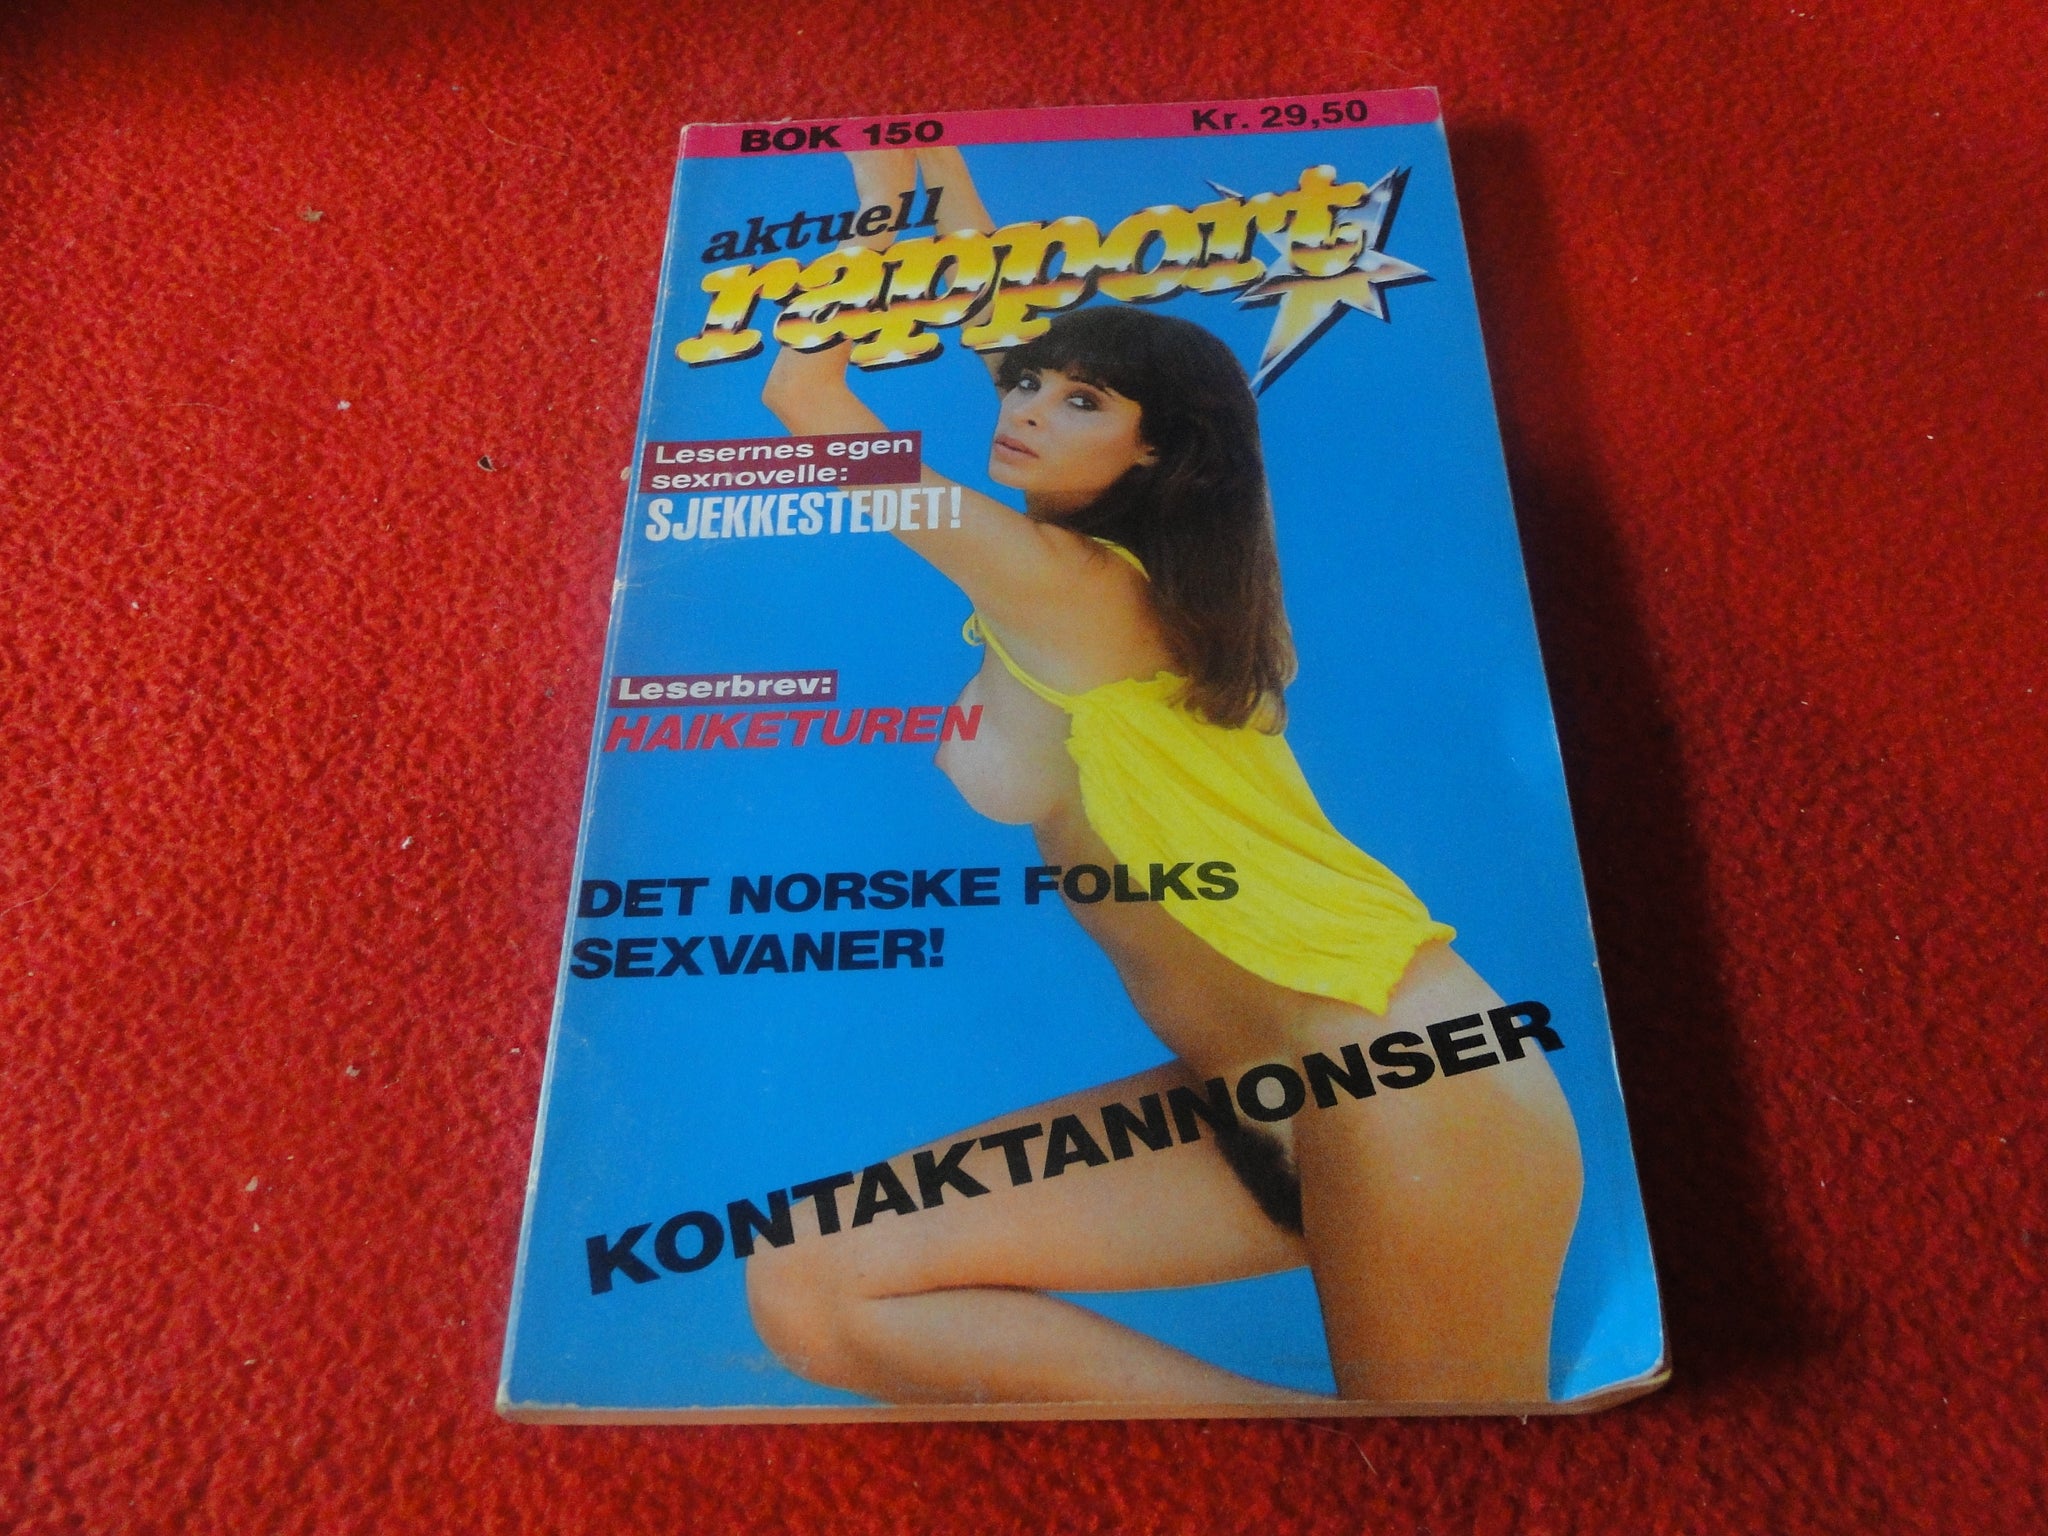 BOK 150 Kr. 29,50
aktuell
rapport
Lesernes egen
sexnovelle:
SJEKKESTEDET!
Leserbrev:
HAIKETUREN
DET NORSKE FOLKS
SEXVANER!
KONTAKTANNONSER